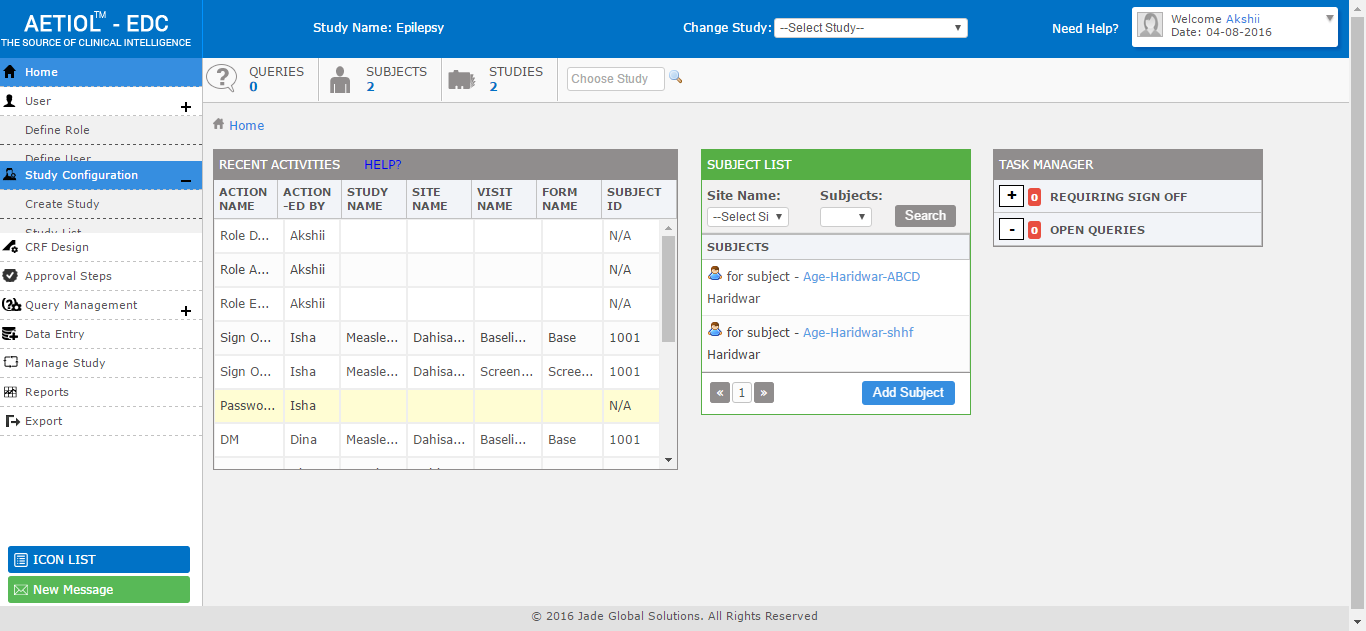 AETIOL™ - EDC
THE SOURCE OF CLINICAL INTELLIGENCE
Study Name: Epilepsy
Change Study: --Select Study--
Need Help?
Welcome Akshii
Date: 04-08-2016
Home
User
+
Define Role
Define User
Study Configuration
Create Study
Study List
CRF Design
Approval Steps
Query Management
+
Data Entry
Manage Study
Reports
Export
ICON LIST
New Message
QUERIES
0
SUBJECTS
2
STUDIES
2
Choose Study
Home
RECENT ACTIVITIES HELP?
ACTION NAME ACTION -ED BY STUDY NAME SITE NAME VISIT NAME FORM NAME SUBJECT ID
Role D... Akshii N/A
Role A... Akshii N/A
Role E... Akshii N/A
Sign O... Isha Measle... Dahisa... Baseli... Base 1001
Sign O... Isha Measle... Dahisa... Screen... Scree... 1001
Passwo... Isha N/A
DM Dina Measle... Dahisa... Baseli... Base 1001
SUBJECT LIST
Site Name: Subjects:
--Select Si Search
SUBJECTS
for subject - Age-Haridwar-ABCD
Haridwar
for subject - Age-Haridwar-shhf
Haridwar
« 1 » Add Subject
TASK MANAGER
+ 0 REQUIRING SIGN OFF
- 0 OPEN QUERIES
© 2016 Jade Global Solutions. All Rights Reserved